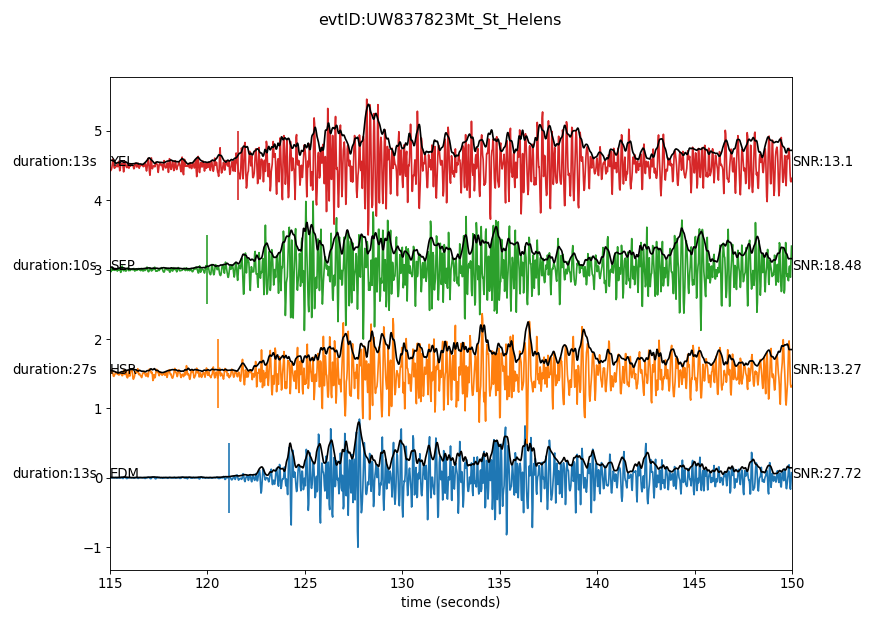 evtID:UW837823Mt_St_Helens
5
duration:13s YEL SNR:13.1
4
duration:10s SEP SNR:18.48
3
2
duration:27s HSR SNR:13.27
1
duration:13s EDM SNR:27.72
0
−1
115 120 125 130 135 140 145 150
time (seconds)